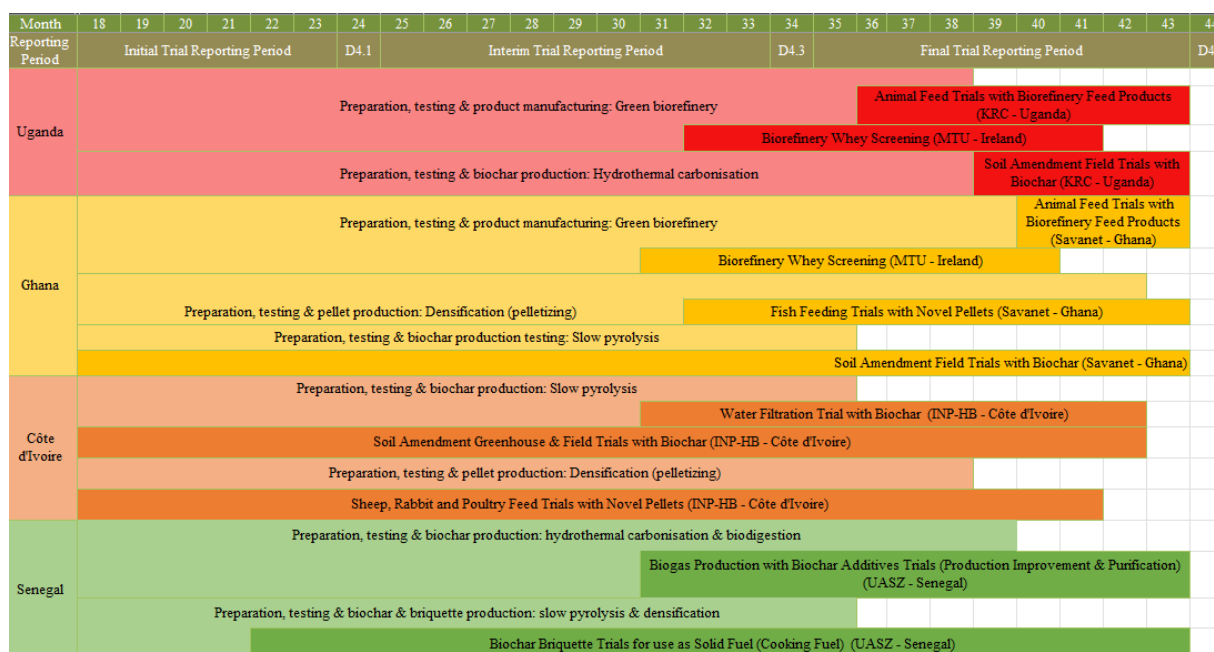 Month 18 19 20 21 22 23 24 25 26 27 28 29 30 31 32 33 34 35 36 37 38 39 40 41 42 43 44
Reporting
Period
Initial Trial Reporting Period D4.1 Interim Trial Reporting Period D4.3 Final Trial Reporting Period D4
Uganda
Preparation, testing & product manufacturing: Green biorefinery
Animal Feed Trials with Biorefinery Feed Products
(KRC - Uganda)
Biorefinery Whey Screening (MTU - Ireland)
Preparation, testing & biochar production: Hydrothermal carbonisation
Soil Amendment Field Trials with
Biochar (KRC - Uganda)
Ghana
Preparation, testing & product manufacturing: Green biorefinery
Animal Feed Trials with
Biorefinery Feed Products
(Savanet - Ghana)
Biorefinery Whey Screening (MTU - Ireland)
Preparation, testing & pellet production: Densification (pelletizing)
Fish Feeding Trials with Novel Pellets (Savanet - Ghana)
Preparation, testing & biochar production testing: Slow pyrolysis
Soil Amendment Field Trials with Biochar (Savanet - Ghana)
Côte
d'Ivoire
Preparation, testing & biochar production: Slow pyrolysis
Water Filtration Trial with Biochar (INP-HB - Côte d'Ivoire)
Soil Amendment Greenhouse & Field Trials with Biochar (INP-HB - Côte d'Ivoire)
Preparation, testing & pellet production: Densification (pelletizing)
Sheep, Rabbit and Poultry Feed Trials with Novel Pellets (INP-HB - Côte d'Ivoire)
Senegal
Preparation, testing & biochar production: hydrothermal carbonisation & biodigestion
Biogas Production with Biochar Additives Trials (Production Improvement & Purification)
(UASZ - Senegal)
Preparation, testing & biochar & briquette production: slow pyrolysis & densification
Biochar Briquette Trials for use as Solid Fuel (Cooking Fuel) (UASZ - Senegal)